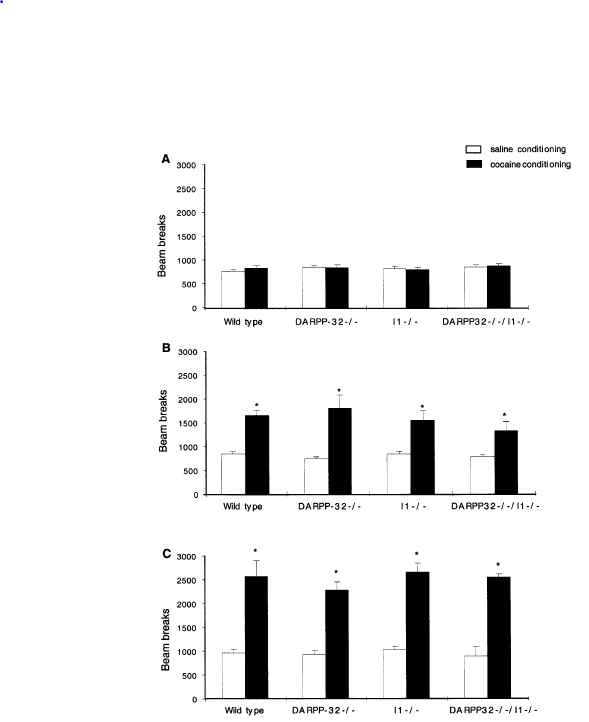 saline conditioning
cocaine conditioning
A
Beam breaks
3000
2500
2000
1500
1000
500
0
Wild type DARPP-32-/- I1-/- DARPP32-/-/I1-/-
B
Beam breaks
3000
2500
2000
1500
1000
500
0
* * * *
Wild type DARPP-32-/- I1-/- DARPP32-/-/I1-/-
C
Beam breaks
3000
2500
2000
1500
1000
500
0
* * * *
Wild type DARPP-32-/- I1-/- DARPP32-/-/I1-/-